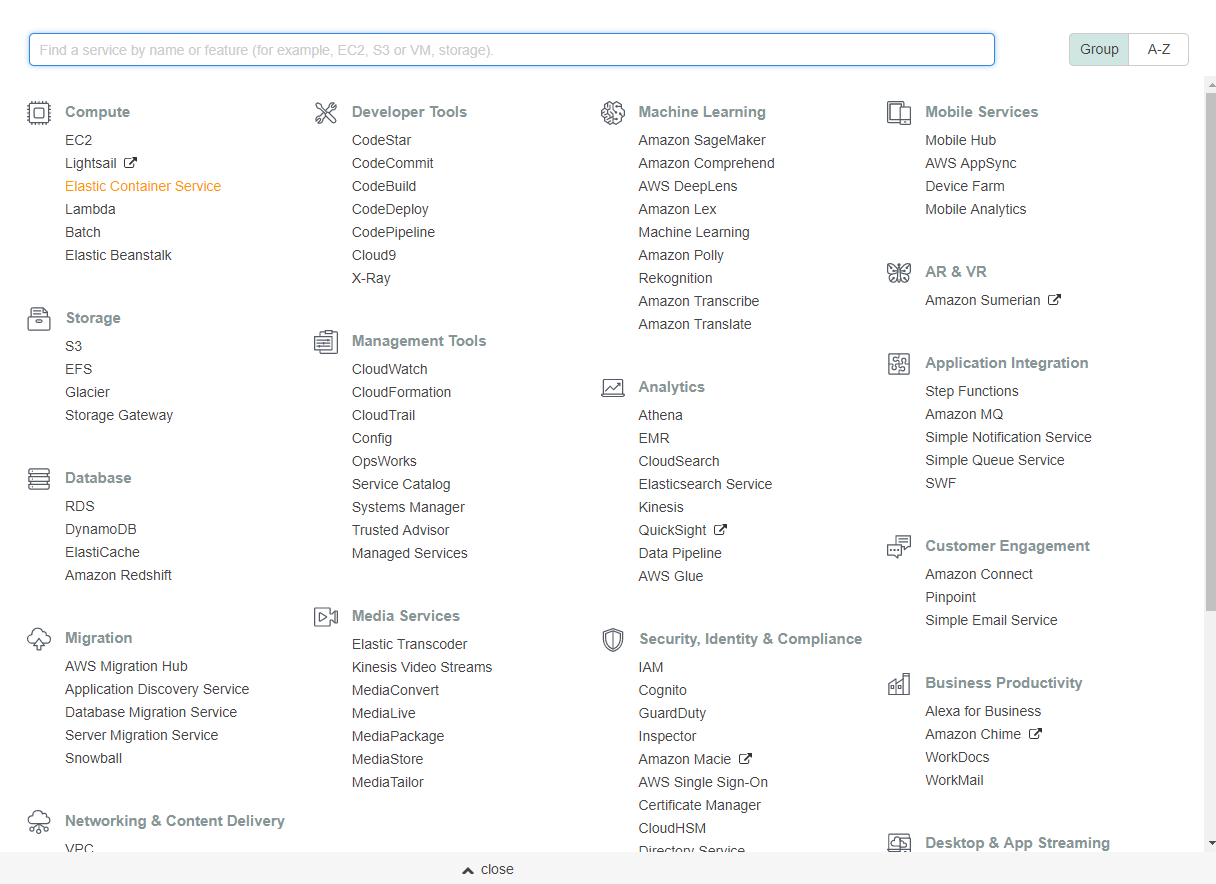 Find a service by name or feature (for example, EC2, S3 or VM, storage).
Group
A-Z
Compute
EC2
Lightsail
Elastic Container Service
Lambda
Batch
Elastic Beanstalk
Storage
S3
EFS
Glacier
Storage Gateway
Database
RDS
DynamoDB
ElastiCache
Amazon Redshift
Migration
AWS Migration Hub
Application Discovery Service
Database Migration Service
Server Migration Service
Snowball
Networking & Content Delivery
VPC
Developer Tools
CodeStar
CodeCommit
CodeBuild
CodeDeploy
CodePipeline
Cloud9
X-Ray
Management Tools
CloudWatch
CloudFormation
CloudTrail
Config
OpsWorks
Service Catalog
Systems Manager
Trusted Advisor
Managed Services
Media Services
Elastic Transcoder
Kinesis Video Streams
MediaConvert
MediaLive
MediaPackage
MediaStore
MediaTailor
Machine Learning
Amazon SageMaker
Amazon Comprehend
AWS DeepLens
Amazon Lex
Machine Learning
Amazon Polly
Rekognition
Amazon Transcribe
Amazon Translate
Analytics
Athena
EMR
CloudSearch
Elasticsearch Service
Kinesis
QuickSight
Data Pipeline
AWS Glue
Security, Identity & Compliance
IAM
Cognito
GuardDuty
Inspector
Amazon Macie
AWS Single Sign-On
Certificate Manager
CloudHSM
Directory Service
Mobile Services
Mobile Hub
AWS AppSync
Device Farm
Mobile Analytics
AR & VR
Amazon Sumerian
Application Integration
Step Functions
Amazon MQ
Simple Notification Service
Simple Queue Service
SWF
Customer Engagement
Amazon Connect
Pinpoint
Simple Email Service
Business Productivity
Alexa for Business
Amazon Chime
WorkDocs
WorkMail
Desktop & App Streaming
close